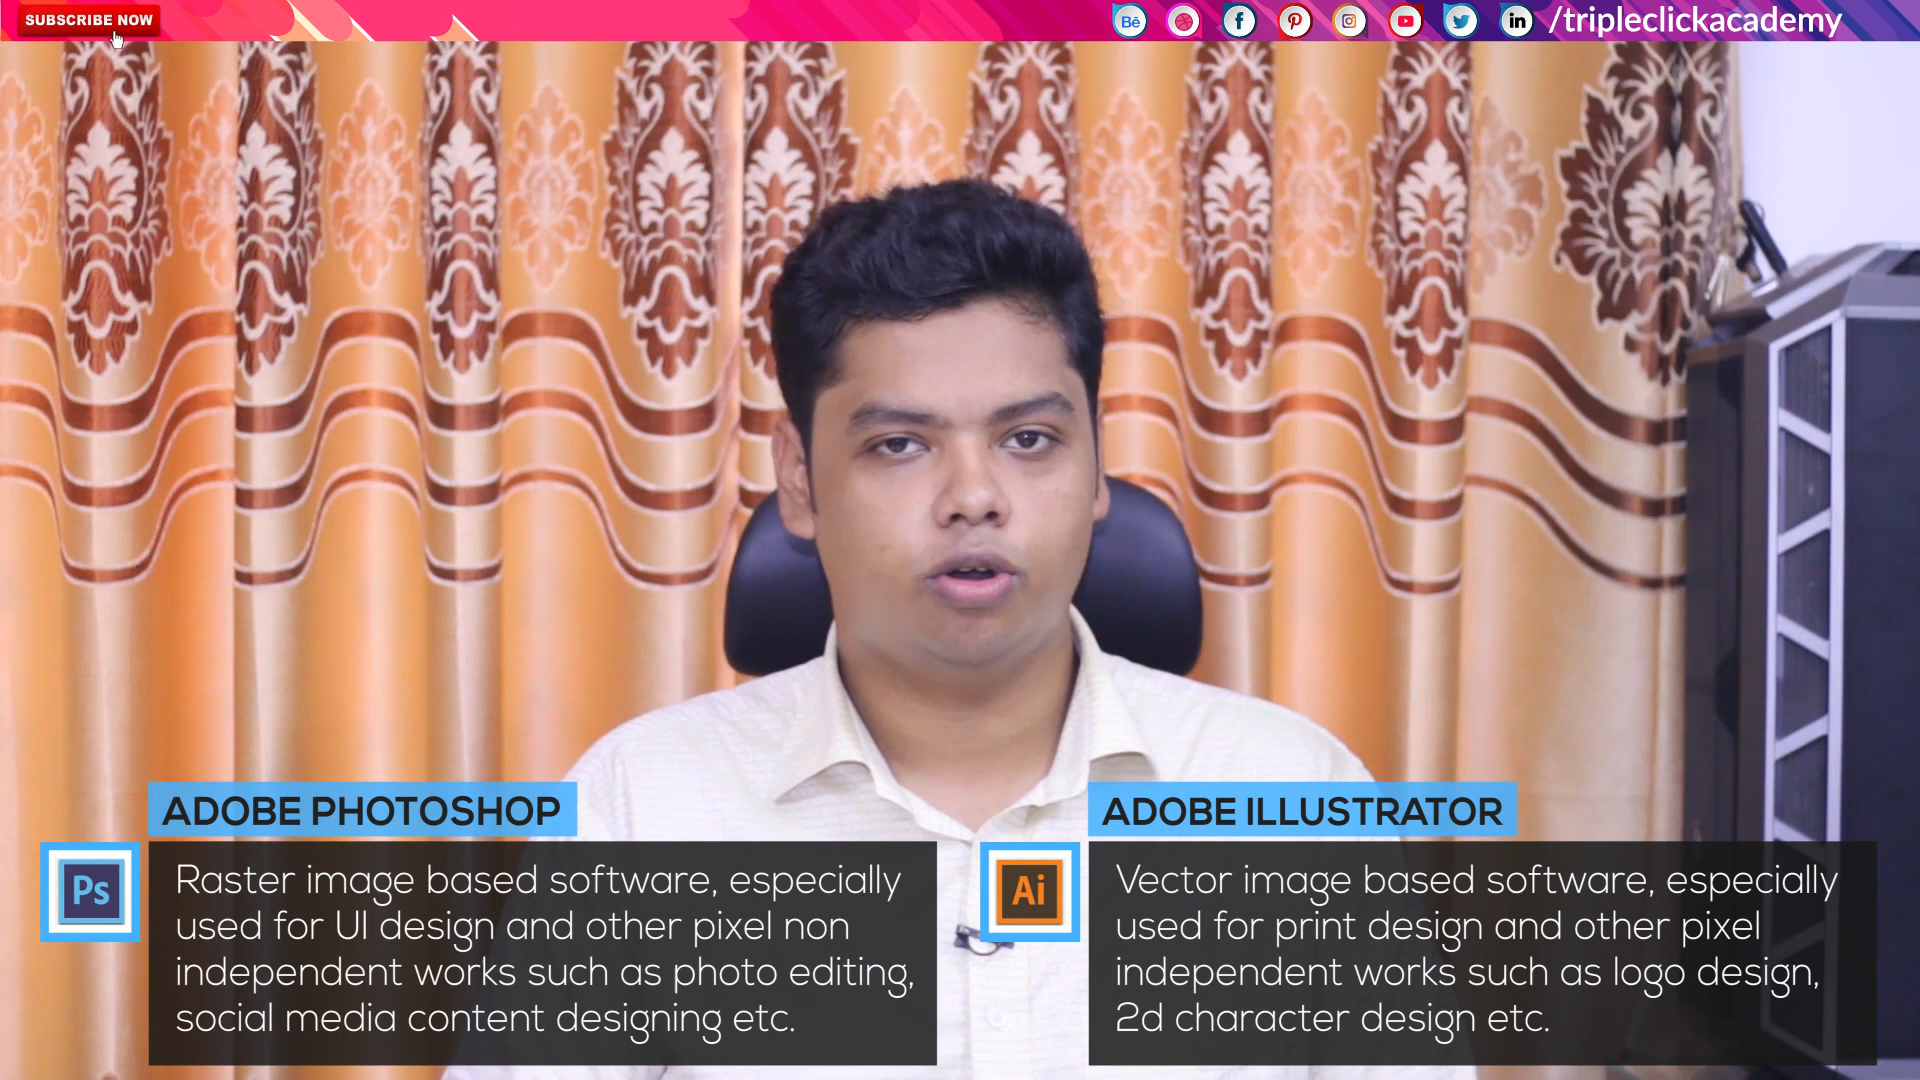 SUBSCRIBE NOW
Bē
/tripleclickacademy
ADOBE PHOTOSHOP
Ps
Raster image based software, especially
used for UI design and other pixel non
independent works such as photo editing,
social media content designing etc.
ADOBE ILLUSTRATOR
Ai
Vector image based software, especially
used for print design and other pixel
independent works such as logo design,
2d character design etc.